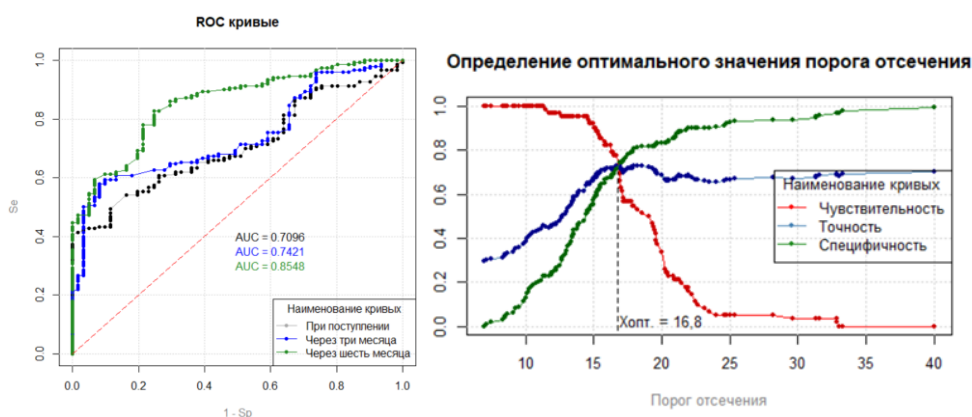 ROC кривые
Se
0.0
0.2
0.4
0.6
0.8
1.0
AUC = 0.7096
AUC = 0.7421
AUC = 0.8548
Наименование кривых
При поступлении
Через три месяца
Через шесть месяца
0.0
0.2
0.4
0.6
0.8
1.0
1 - Sp
Определение оптимального значения порога отсечения
0.0
0.2
0.4
0.6
0.8
1.0
Наименование кривых
Чувствительность
Точность
Специфичность
Xопт. = 16,8
10
15
20
25
30
35
40
Порог отсечения